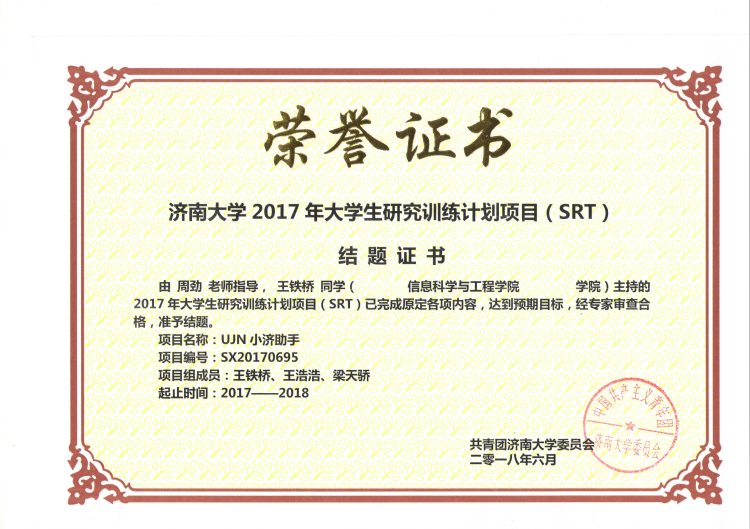 荣誉证书
济南大学 2017 年大学生研究训练计划项目（SRT）
结 题 证 书
由 周劲 老师指导， 王铁桥 同学（ 信息科学与工程学院 学院）主持的
2017 年大学生研究训练计划项目（SRT）已完成原定各项内容，达到预期目标，经专家审查合
格，准予结题。
项目名称：UJN 小济助手
项目编号：SX20170695
项目组成员：王铁桥、王浩浩、梁天骄
起止时间：2017——2018
中国共产主义青年团
济南大学委员会
共青团济南大学委员会
二零一八年六月